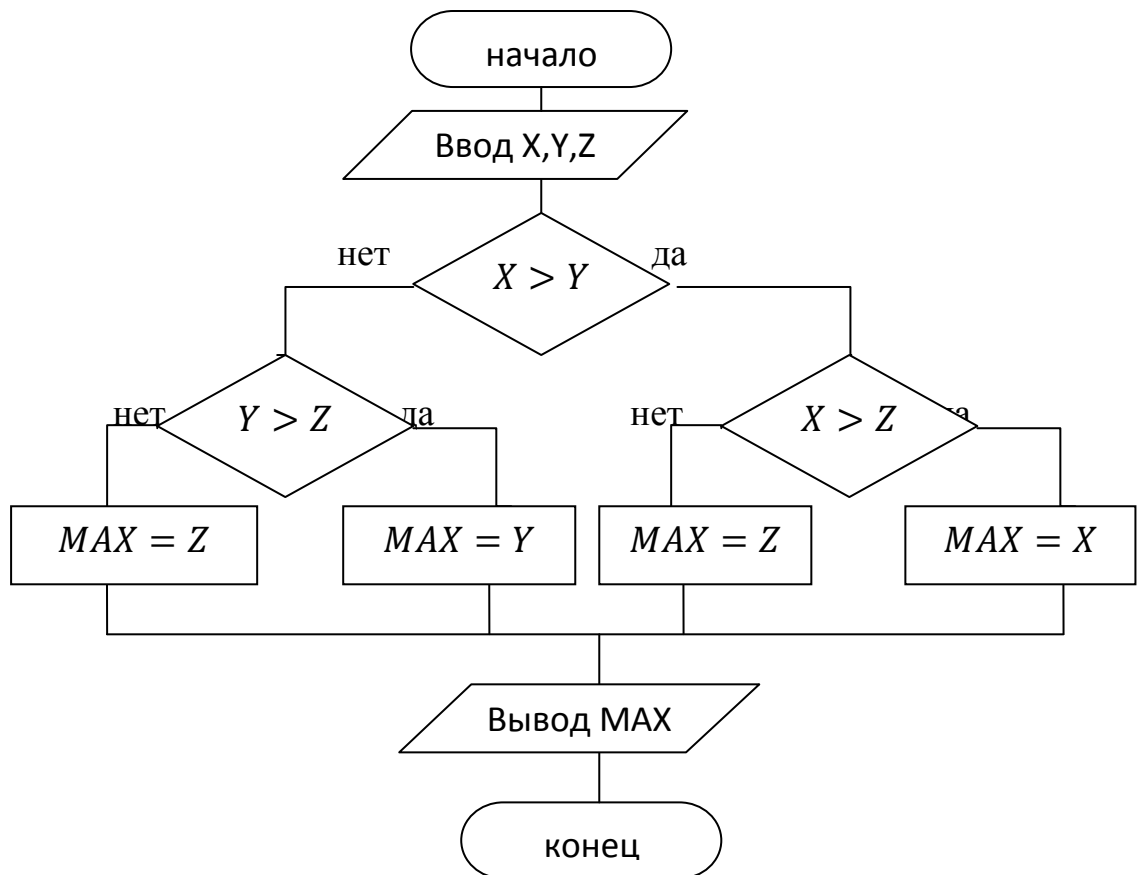 начало
Ввод X,Y,Z
нет
да
X > Y
нет
Y > Z
нет
X > Z
MAX = Z
MAX = Y
MAX = Z
MAX = X
Вывод MAX
конец